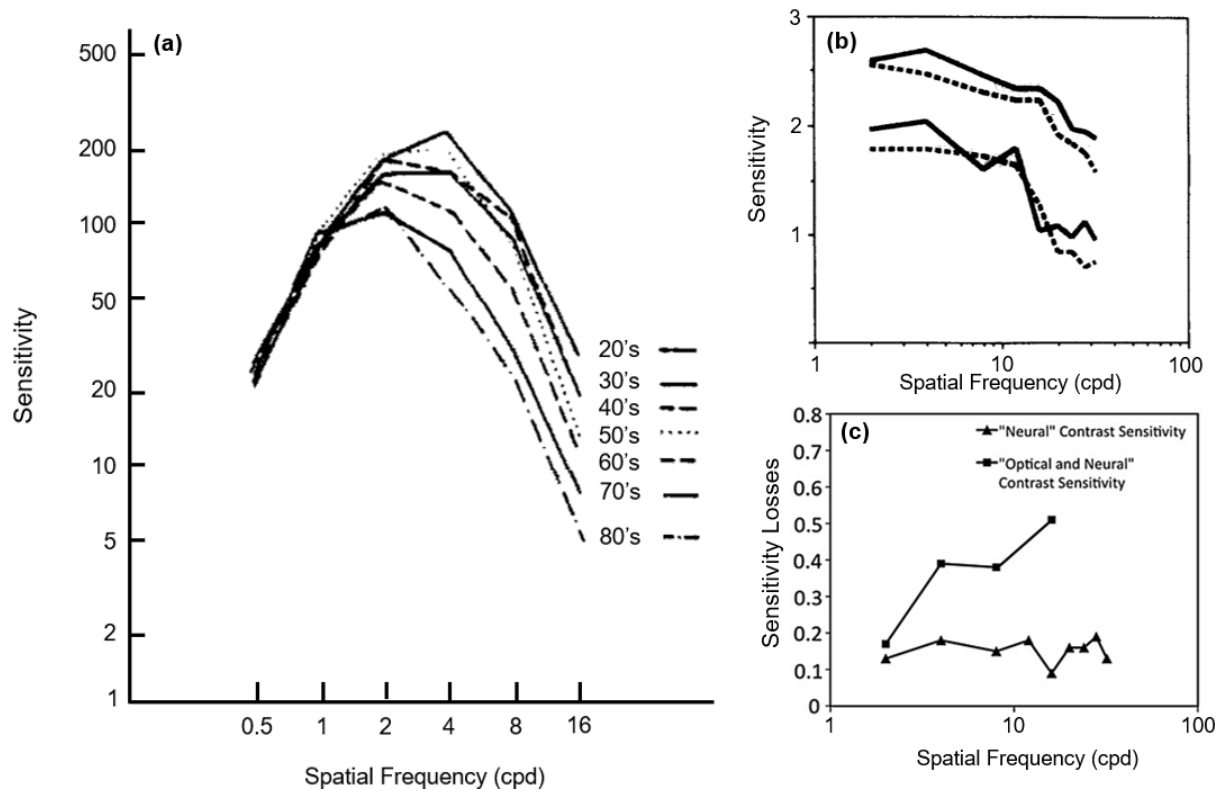 (a)
500
200
100
50
20
10
5
2
1
Sensitivity
0.5 1 2 4 8 16
Spatial Frequency (cpd)
20's
30's
40's
50's
60's
70's
80's
(b)
3
2
1
Sensitivity
1 10 100
Spatial Frequency (cpd)
(c)
0.8
0.7
0.6
0.5
0.4
0.3
0.2
0.1
0
Sensitivity Losses
"Neural" Contrast Sensitivity
"Optical and Neural"
Contrast Sensitivity
1 10 100
Spatial Frequency (cpd)